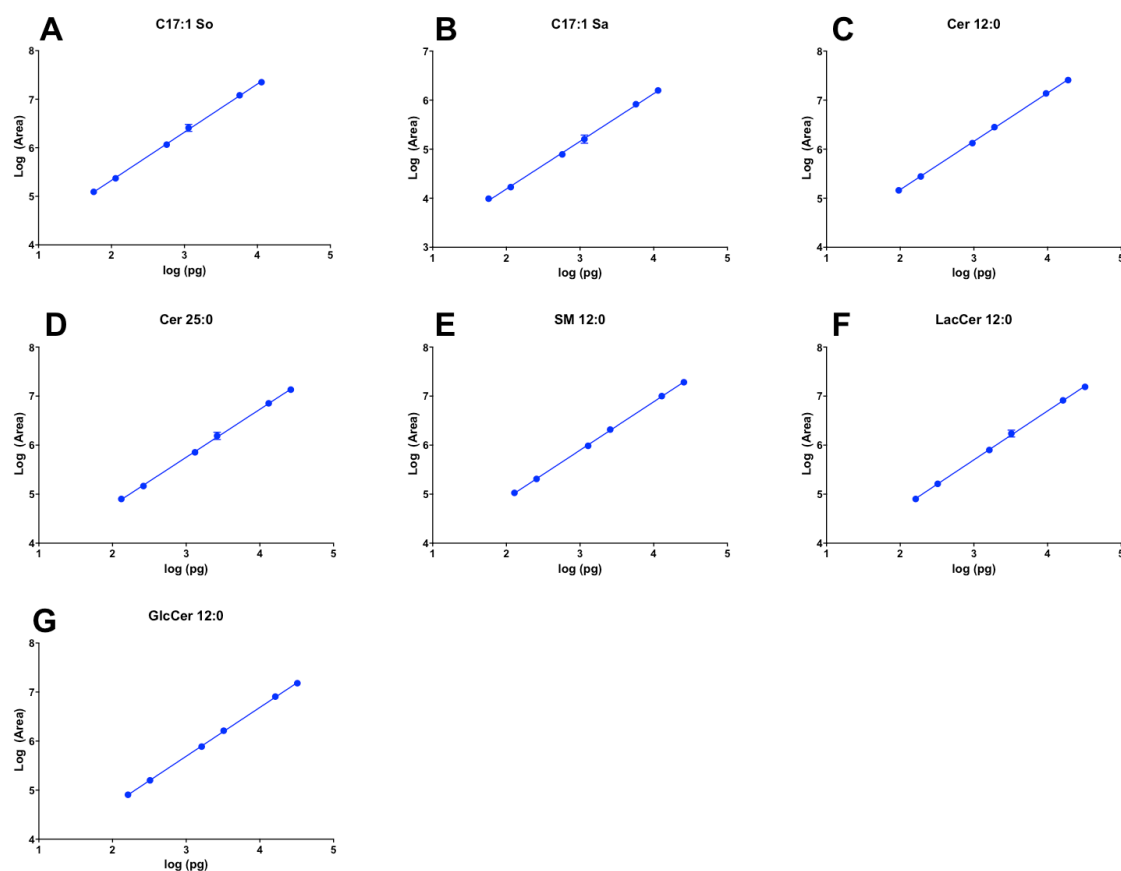 A
C17:1 So
8
7
6
5
4
Log (Area)
1 2 3 4 5
log (pg)
B
C17:1 Sa
7
6
5
4
3
Log (Area)
1 2 3 4 5
log (pg)
C
Cer 12:0
8
7
6
5
4
Log (Area)
1 2 3 4 5
log (pg)
D
Cer 25:0
8
7
6
5
4
Log (Area)
1 2 3 4 5
log (pg)
E
SM 12:0
8
7
6
5
4
Log (Area)
1 2 3 4 5
log (pg)
F
LacCer 12:0
8
7
6
5
4
Log (Area)
1 2 3 4 5
log (pg)
G
GlcCer 12:0
8
7
6
5
4
Log (Area)
1 2 3 4 5
log (pg)